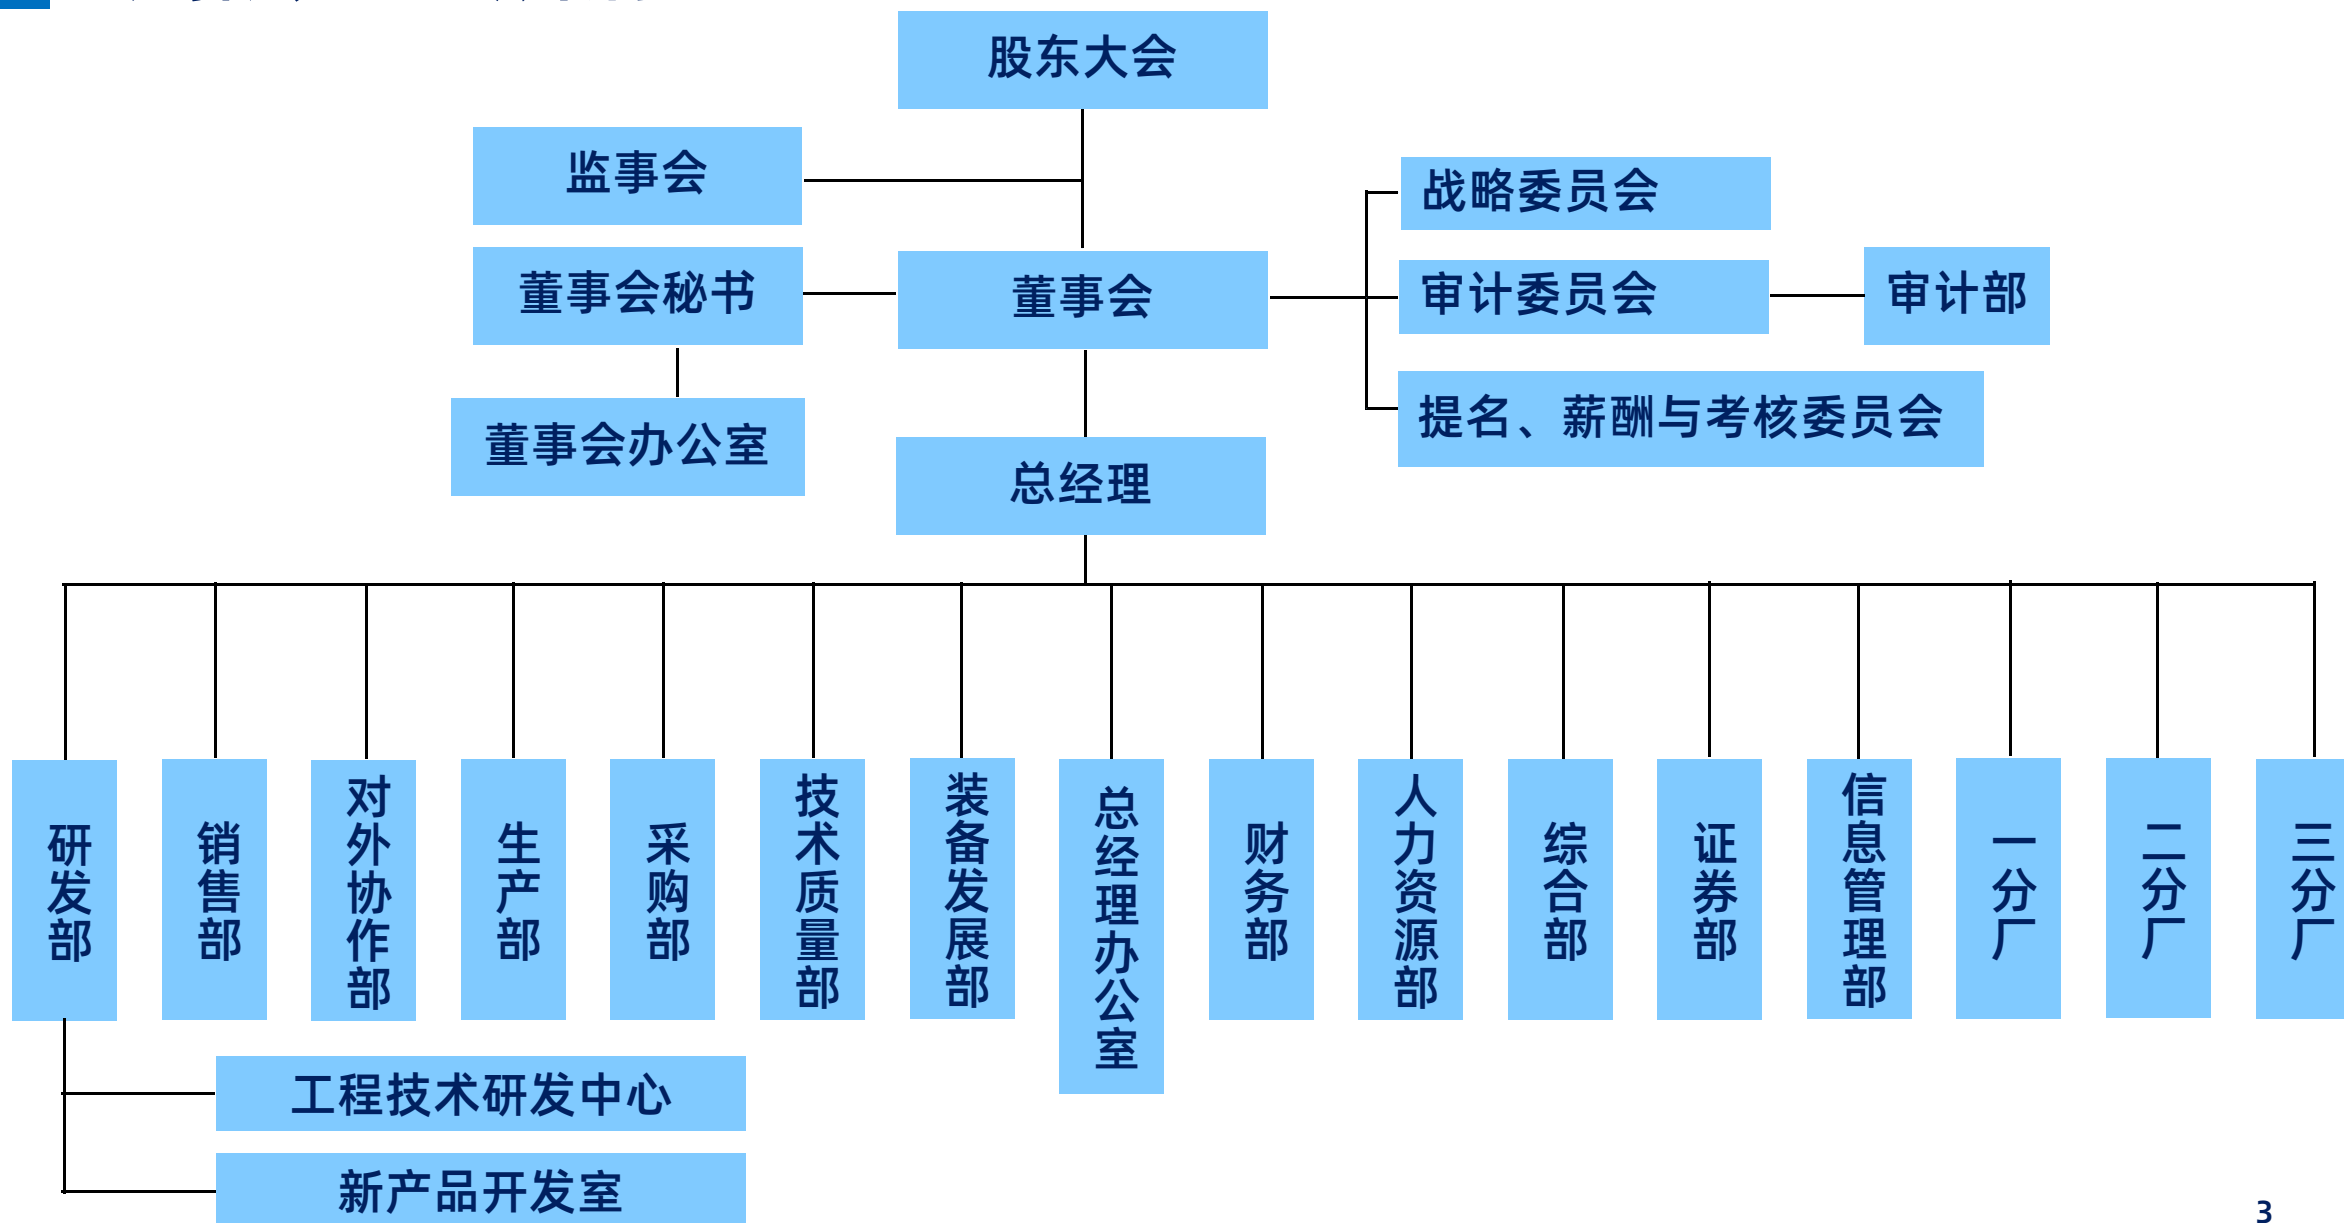 股东大会
监事会
战略委员会
董事会秘书
董事会
审计委员会
审计部
董事会办公室
总经理
提名、薪酬与考核委员会
研发部
销售部
对外协作部
生产部
采购部
技术质量部
装备发展部
总经理办公室
财务部
人力资源部
综合部
证券部
信息管理部
一分厂
二分厂
三分厂
工程技术研发中心
新产品开发室
3